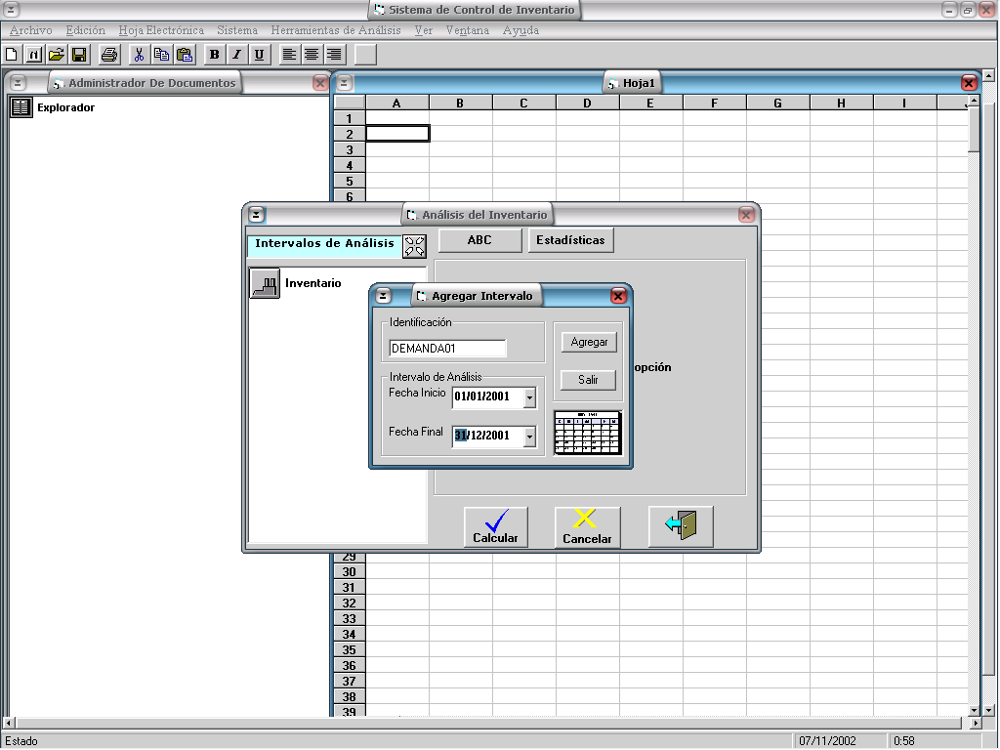 Sistema de Control de Inventario
Archivo Edición Hoja Electrónica Sistema Herramientas de Análisis Ver Ventana Ayuda
n B I U
Administrador De Documentos
Hoja1
Explorador
A B C D E F G H I
1
2
3
4
5
6
Análisis del Inventario
Intervalos de Análisis
ABC Estadísticas
Inventario
Agregar Intervalo
Identificación
DEMANDA01
Agregar
Salir
opción
Intervalo de Análisis
Fecha Inicio 01/01/2001
Fecha Final 31/12/2001
Calcular Cancelar
29
30
31
32
33
34
35
36
37
38
39
Estado 07/11/2002 0:58